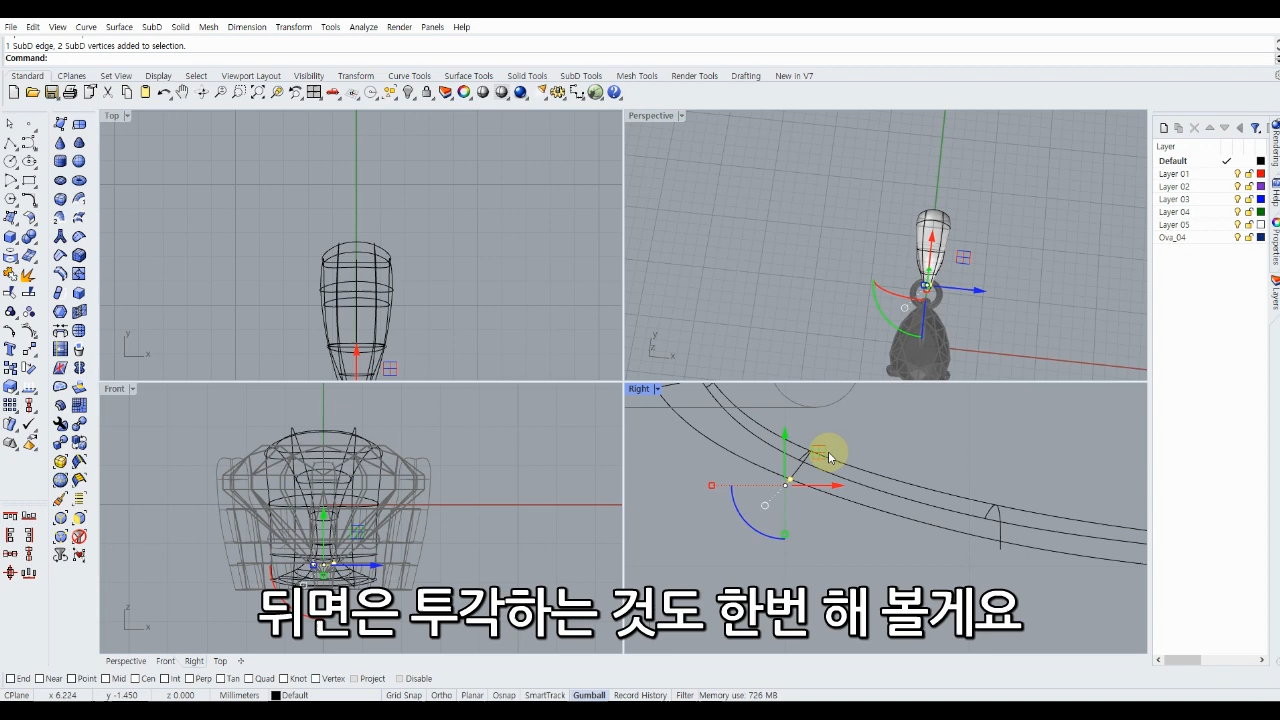 File Edit View Curve Surface SubD Solid Mesh Dimension Transform Tools Analyze Render Panels Help
1 SubD edge, 2 SubD vertices added to selection.
Command:
Standard CPlanes Set View Display Select Viewport Layout Visibility Transform Curve Tools Surface Tools Solid Tools SubD Tools Mesh Tools Render Tools Drafting New in V7
Top
Perspective
Layer
Default
Layer 01
Layer 02
Layer 03
Layer 04
Layer 05
Ova_04
Rendering
Help
Properties
Layers
y
x
y
z
x
Front
Right
z
x
뒤면은 투각하는 것도 한번 해 볼게요
Perspective Front Right Top
End Near Point Mid Cen Int Perp Tan Quad Knot Vertex Project Disable
CPlane x 6.224 y -1.450 z 0.000 Millimeters Default Grid Snap Ortho Planar Osnap SmartTrack Gumball Record History Filter Memory use: 726 MB